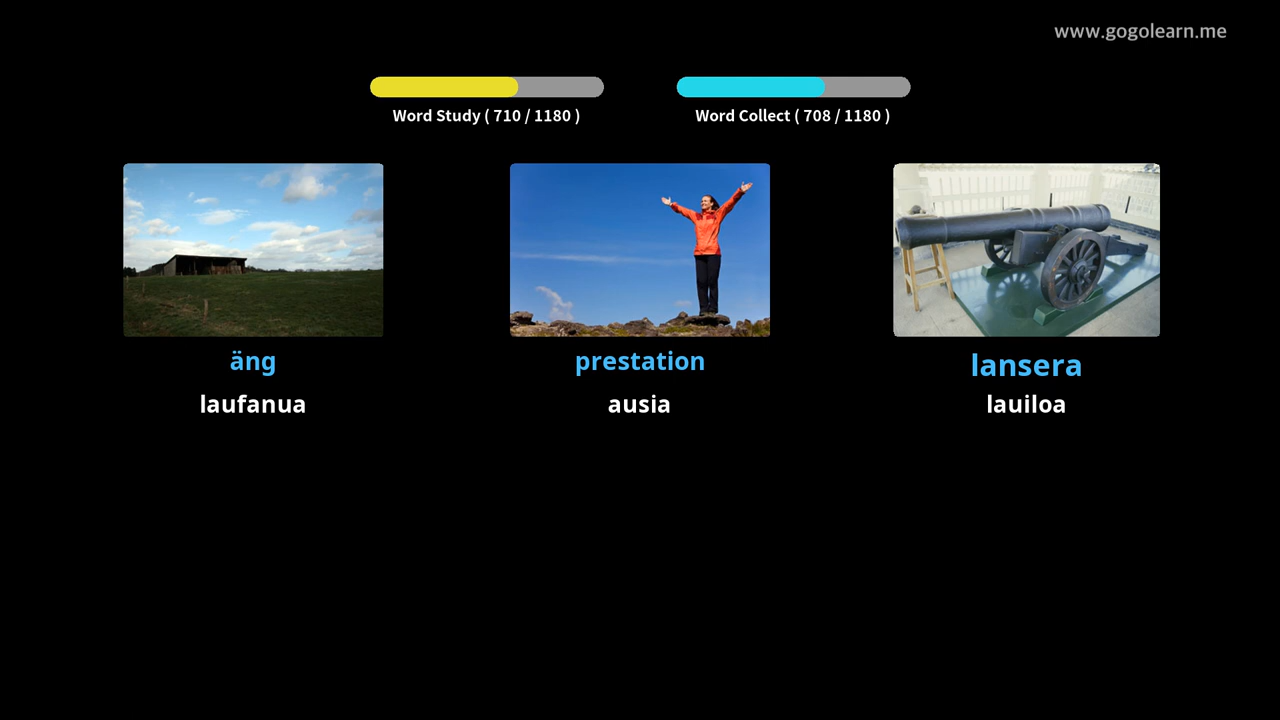 www.gogolearn.me
Word Study ( 710 / 1180 )
Word Collect ( 708 / 1180 )
äng
laufanua
prestation
ausia
lansera
lauiloa